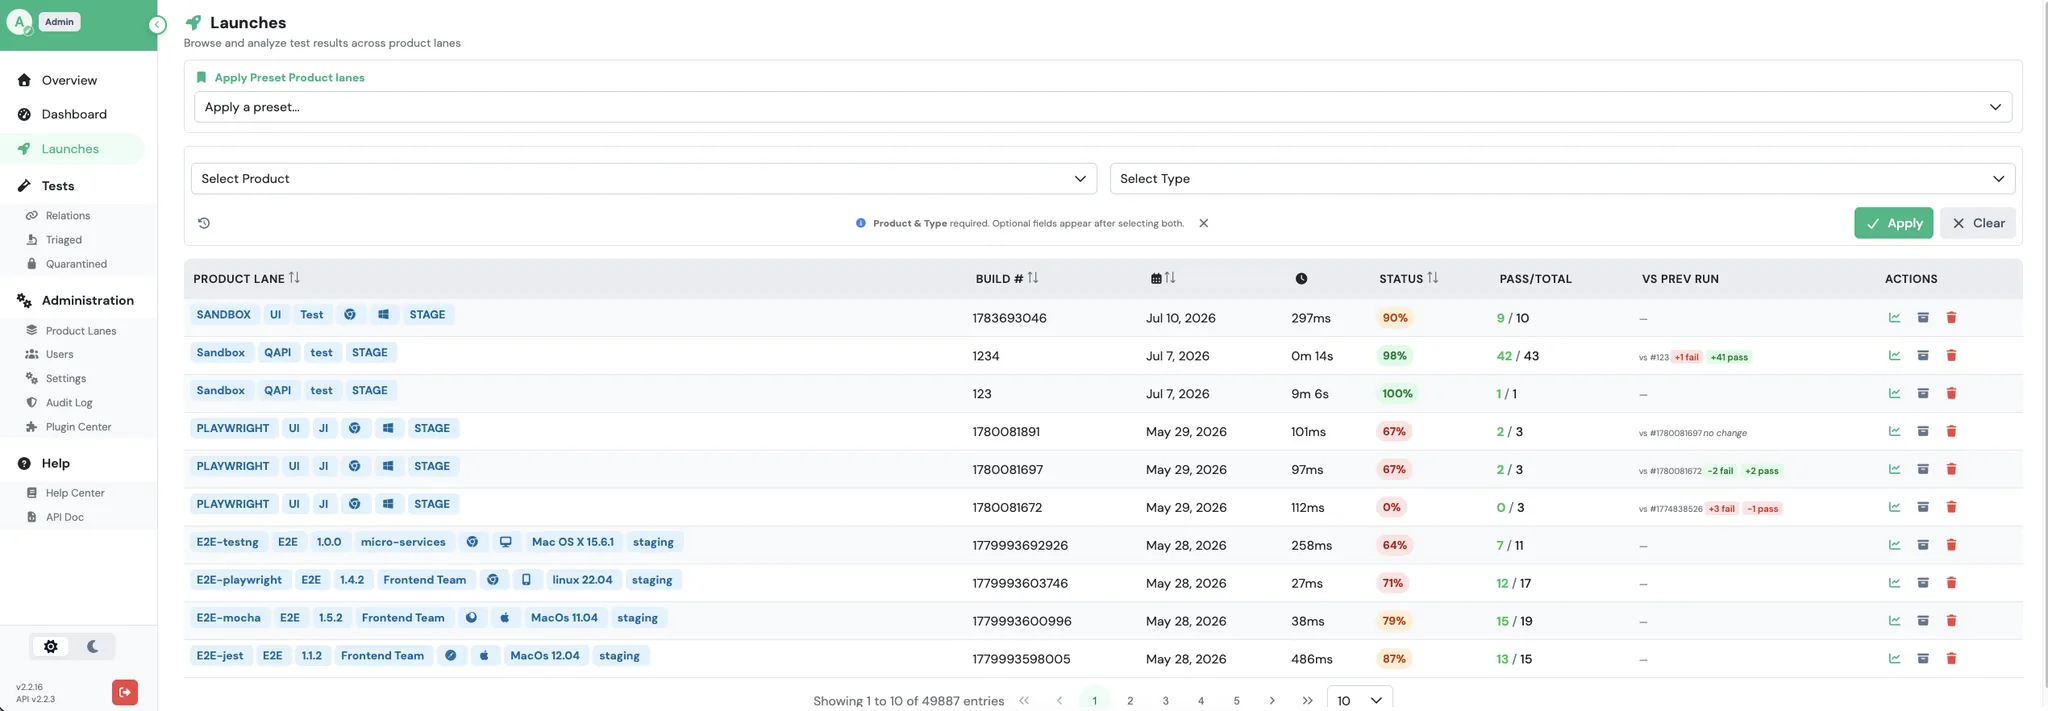 A Admin
Launches
Browse and analyze test results across product lanes
Overview
Dashboard
Launches
Tests
Relations
Triaged
Quarantined
Administration
Product Lanes
Users
Settings
Audit Log
Plugin Center
Help
Help Center
API Doc
v2.2.16
API v2.2.3
Apply Preset Product lanes
Apply a preset...
Select Product Select Type
Product & Type required. Optional fields appear after selecting both. Apply Clear
PRODUCT LANE BUILD # STATUS PASS/TOTAL VS PREV RUN ACTIONS
SANDBOX UI Test STAGE 1783693046 Jul 10, 2026 297ms 90% 9 / 10 –
Sandbox QAPI test STAGE 1234 Jul 7, 2026 0m 14s 98% 42 / 43 vs #123 +1 fail +41 pass
Sandbox QAPI test STAGE 123 Jul 7, 2026 9m 6s 100% 1 / 1 –
PLAYWRIGHT UI JI STAGE 1780081891 May 29, 2026 101ms 67% 2 / 3 vs #1780081697 no change
PLAYWRIGHT UI JI STAGE 1780081697 May 29, 2026 97ms 67% 2 / 3 vs #1780081672 -2 fail +2 pass
PLAYWRIGHT UI JI STAGE 1780081672 May 29, 2026 112ms 0% 0 / 3 vs #1774838526 +3 fail -1 pass
E2E-testng E2E 1.0.0 micro-services Mac OS X 15.6.1 staging 1779993692926 May 28, 2026 258ms 64% 7 / 11 –
E2E-playwright E2E 1.4.2 Frontend Team linux 22.04 staging 1779993603746 May 28, 2026 27ms 71% 12 / 17 –
E2E-mocha E2E 1.5.2 Frontend Team MacOs 11.04 staging 1779993600996 May 28, 2026 38ms 79% 15 / 19 –
E2E-jest E2E 1.1.2 Frontend Team MacOs 12.04 staging 1779993598005 May 28, 2026 486ms 87% 13 / 15 –
Showing 1 to 10 of 49887 entries 1 2 3 4 5 10